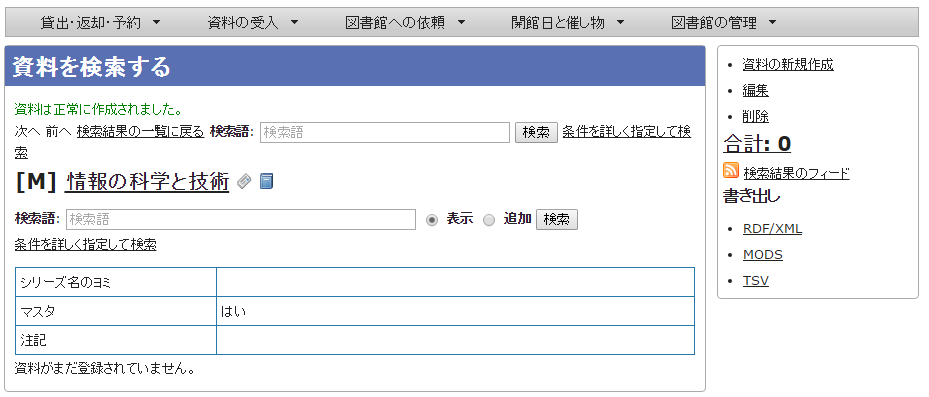 貸出・返却・予約 資料の受入 図書館への依頼 開館日と催し物 図書館の管理
資料を検索する
資料は正常に作成されました。
次へ 前へ 検索結果の一覧に戻る 検索語: 検索語 検索 条件を詳しく指定して検
索
[M] 情報の科学と技術
検索語: 検索語 表示 追加 検索
条件を詳しく指定して検索
シリーズ名のヨミ
マスタ はい
注記
資料がまだ登録されていません。
資料の新規作成
編集
削除
合計: 0
検索結果のフィード
書き出し
RDF/XML
MODS
TSV